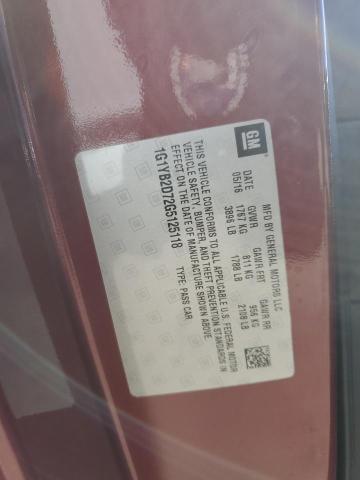 GM
MFD BY GENERAL MOTORS LLC
DATE GVWR GAWR FRT GAWR RR
05/16 1767 KG 811 KG 956 KG
3896 LB 1788 LB 2108 LB
THIS VEHICLE CONFORMS TO ALL APPLICABLE U.S. FEDERAL MOTOR
VEHICLE SAFETY, BUMPER, AND THEFT PREVENTION STANDARDS IN
EFFECT ON THE DATE OF MANUFACTURE SHOWN ABOVE.
1G1YB2D72G5125118 TYPE: PASS CAR